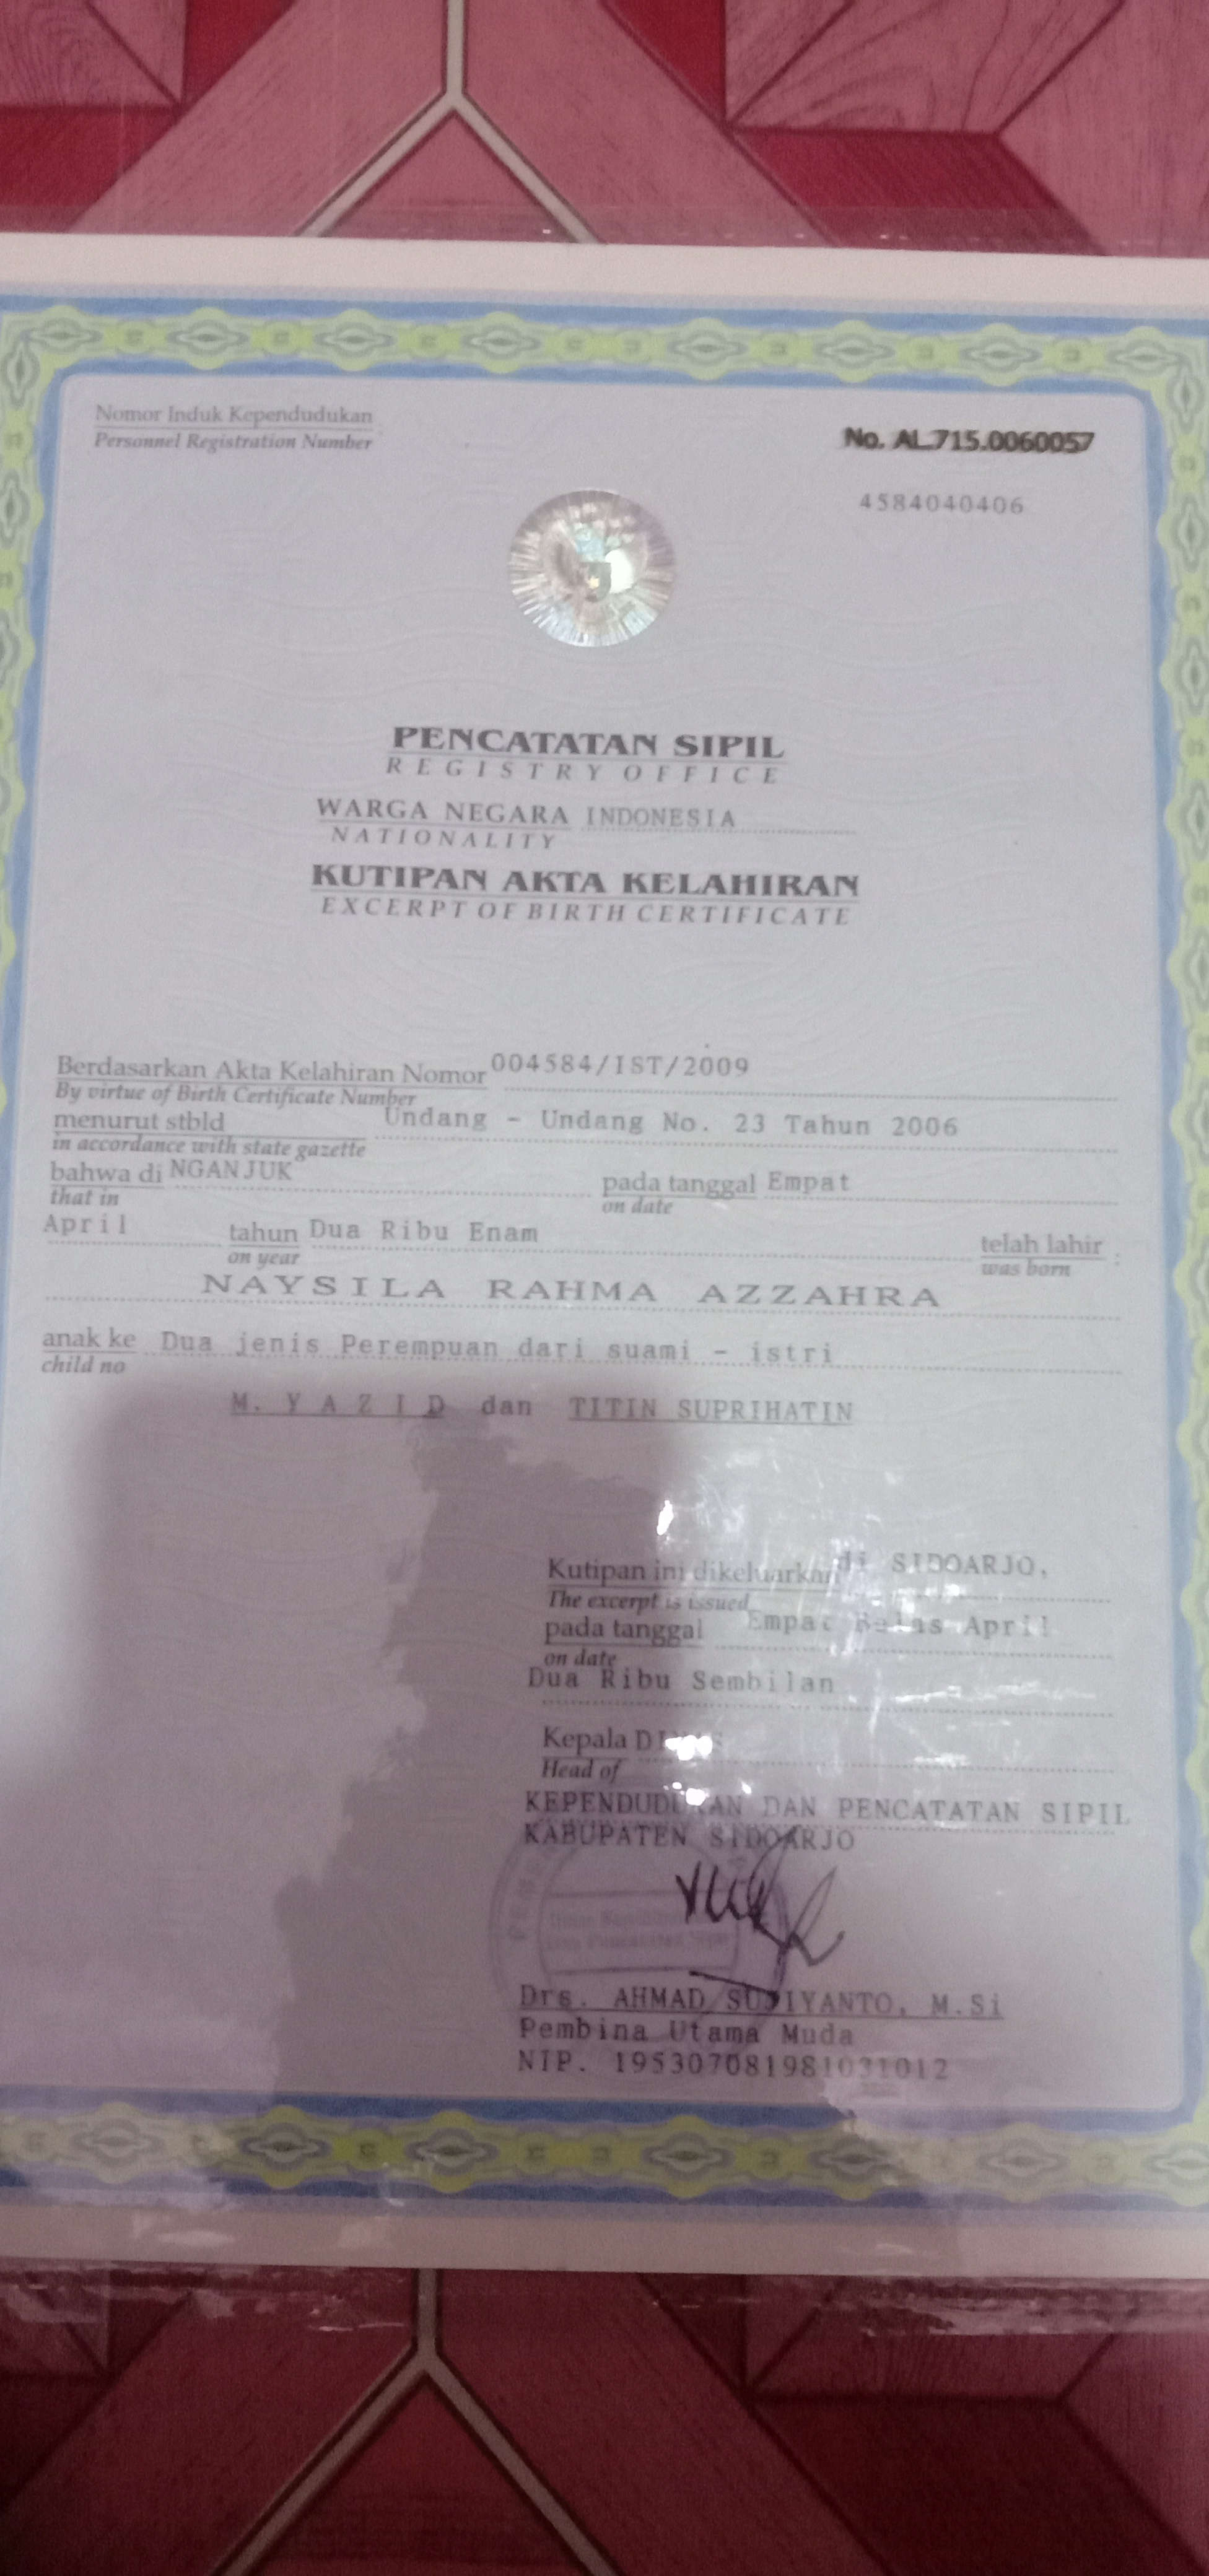 Nomor Induk Kependudukan
Personnel Registration Number
No. AL.715.0060057
4584040406
PENCATATAN SIPIL
REGISTRY OFFICE
WARGA NEGARA INDONESIA
NATIONALITY
KUTIPAN AKTA KELAHIRAN
EXCERPT OF BIRTH CERTIFICATE
Berdasarkan Akta Kelahiran Nomor 004584/IST/2009
By virtue of Birth Certificate Number
menurut stbld Undang - Undang No. 23 Tahun 2006
in accordance with state gazette
bahwa di NGANJUK pada tanggal Empat
that in on date
April tahun Dua Ribu Enam telah lahir :
on year was born
NAYSILA RAHMA AZZAHRA
anak ke Dua jenis Perempuan dari suami - istri
child no
M. YAZID dan TITIN SUPRIHATIN
Kutipan ini dikeluarkan di SIDOARJO,
The excerpt is issued
pada tanggal Empat Belas April
on date
Dua Ribu Sembilan
Kepala
Head of
KEPENDUDUKAN DAN PENCATATAN SIPIL
KABUPATEN SIDOARJO
Drs. AHMAD SUDIYANTO, M.Si
Pembina Utama Muda
NIP. 195307081981031012